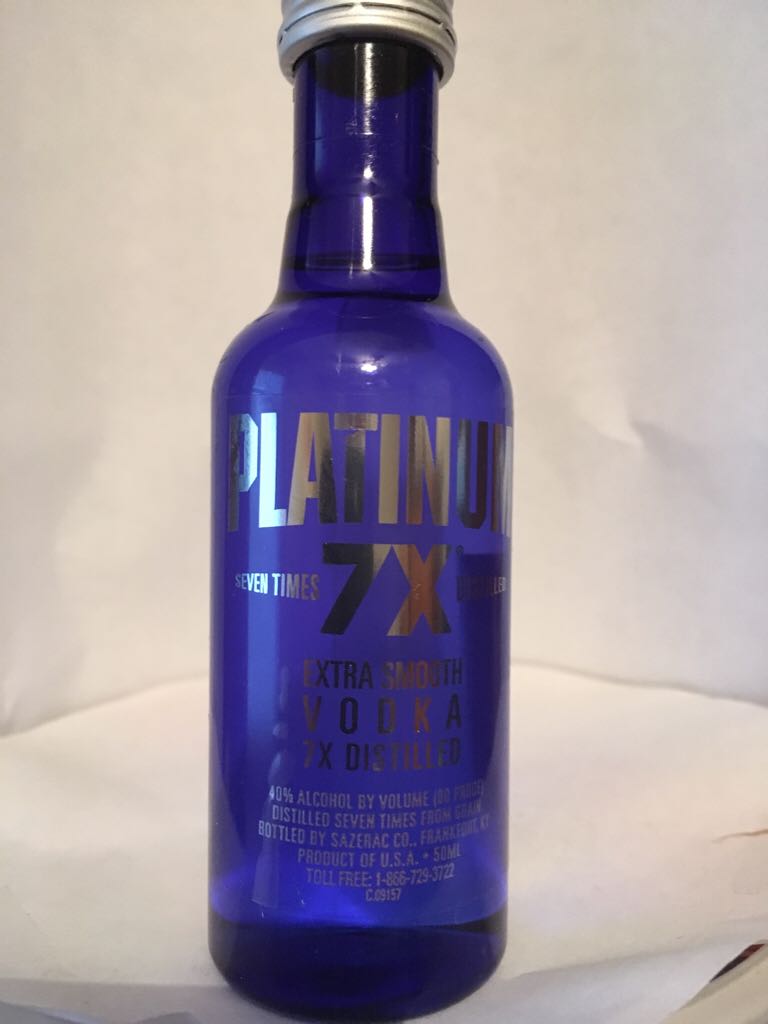 PLATINUM
SEVEN TIMES 7X® DISTILLED
EXTRA SMOOTH
VODKA
7X DISTILLED
40% ALCOHOL BY VOLUME (80 PROOF)
DISTILLED SEVEN TIMES FROM GRAIN
BOTTLED BY SAZERAC CO., FRANKFORT, KY
PRODUCT OF U.S.A. • 50ML
TOLL FREE: 1-866-729-3722
C.09157